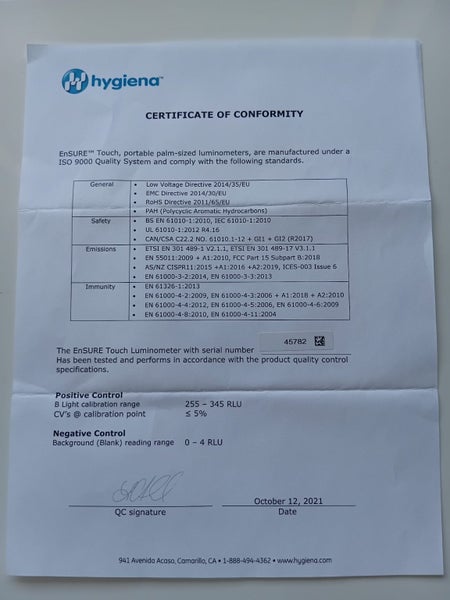 hygiena™
CERTIFICATE OF CONFORMITY
EnSURE™ Touch, portable palm-sized luminometers, are manufactured under a
ISO 9000 Quality System and comply with the following standards.
General
• Low Voltage Directive 2014/35/EU
• EMC Directive 2014/30/EU
• RoHS Directive 2011/65/EU
• PAH (Polycyclic Aromatic Hydrocarbons)
Safety
• BS EN 61010-1:2010, IEC 61010-1:2010
• UL 61010-1:2012 R4.16
• CAN/CSA C22.2 NO. 61010.1-12 + GI1 + GI2 (R2017)
Emissions
• ETSI EN 301 489-1 V2.1.1, ETSI EN 301 489-17 V3.1.1
• EN 55011:2009 + A1:2010, FCC Part 15 Subpart B:2018
• AS/NZ CISPR11:2015 +A1:2016 +A2:2019, ICES-003 Issue 6
• EN 61000-3-2:2014, EN 61000-3-3:2013
Immunity
• EN 61326-1:2013
• EN 61000-4-2:2009, EN 61000-4-3:2006 + A1:2018 + A2:2010
• EN 61000-4-4:2012, EN 61000-4-5:2006, EN 61000-4-6:2009
• EN 61000-4-8:2010, EN 61000-4-11:2004
The EnSURE Touch Luminometer with serial number 45782
Has been tested and performs in accordance with the product quality control
specifications.
Positive Control
B Light calibration range 255 – 345 RLU
CV's @ calibration point ≤ 5%
Negative Control
Background (Blank) reading range 0 – 4 RLU
October 12, 2021
QC signature Date
941 Avenida Acaso, Camarillo, CA • 1-888-494-4362 • www.hygiena.com